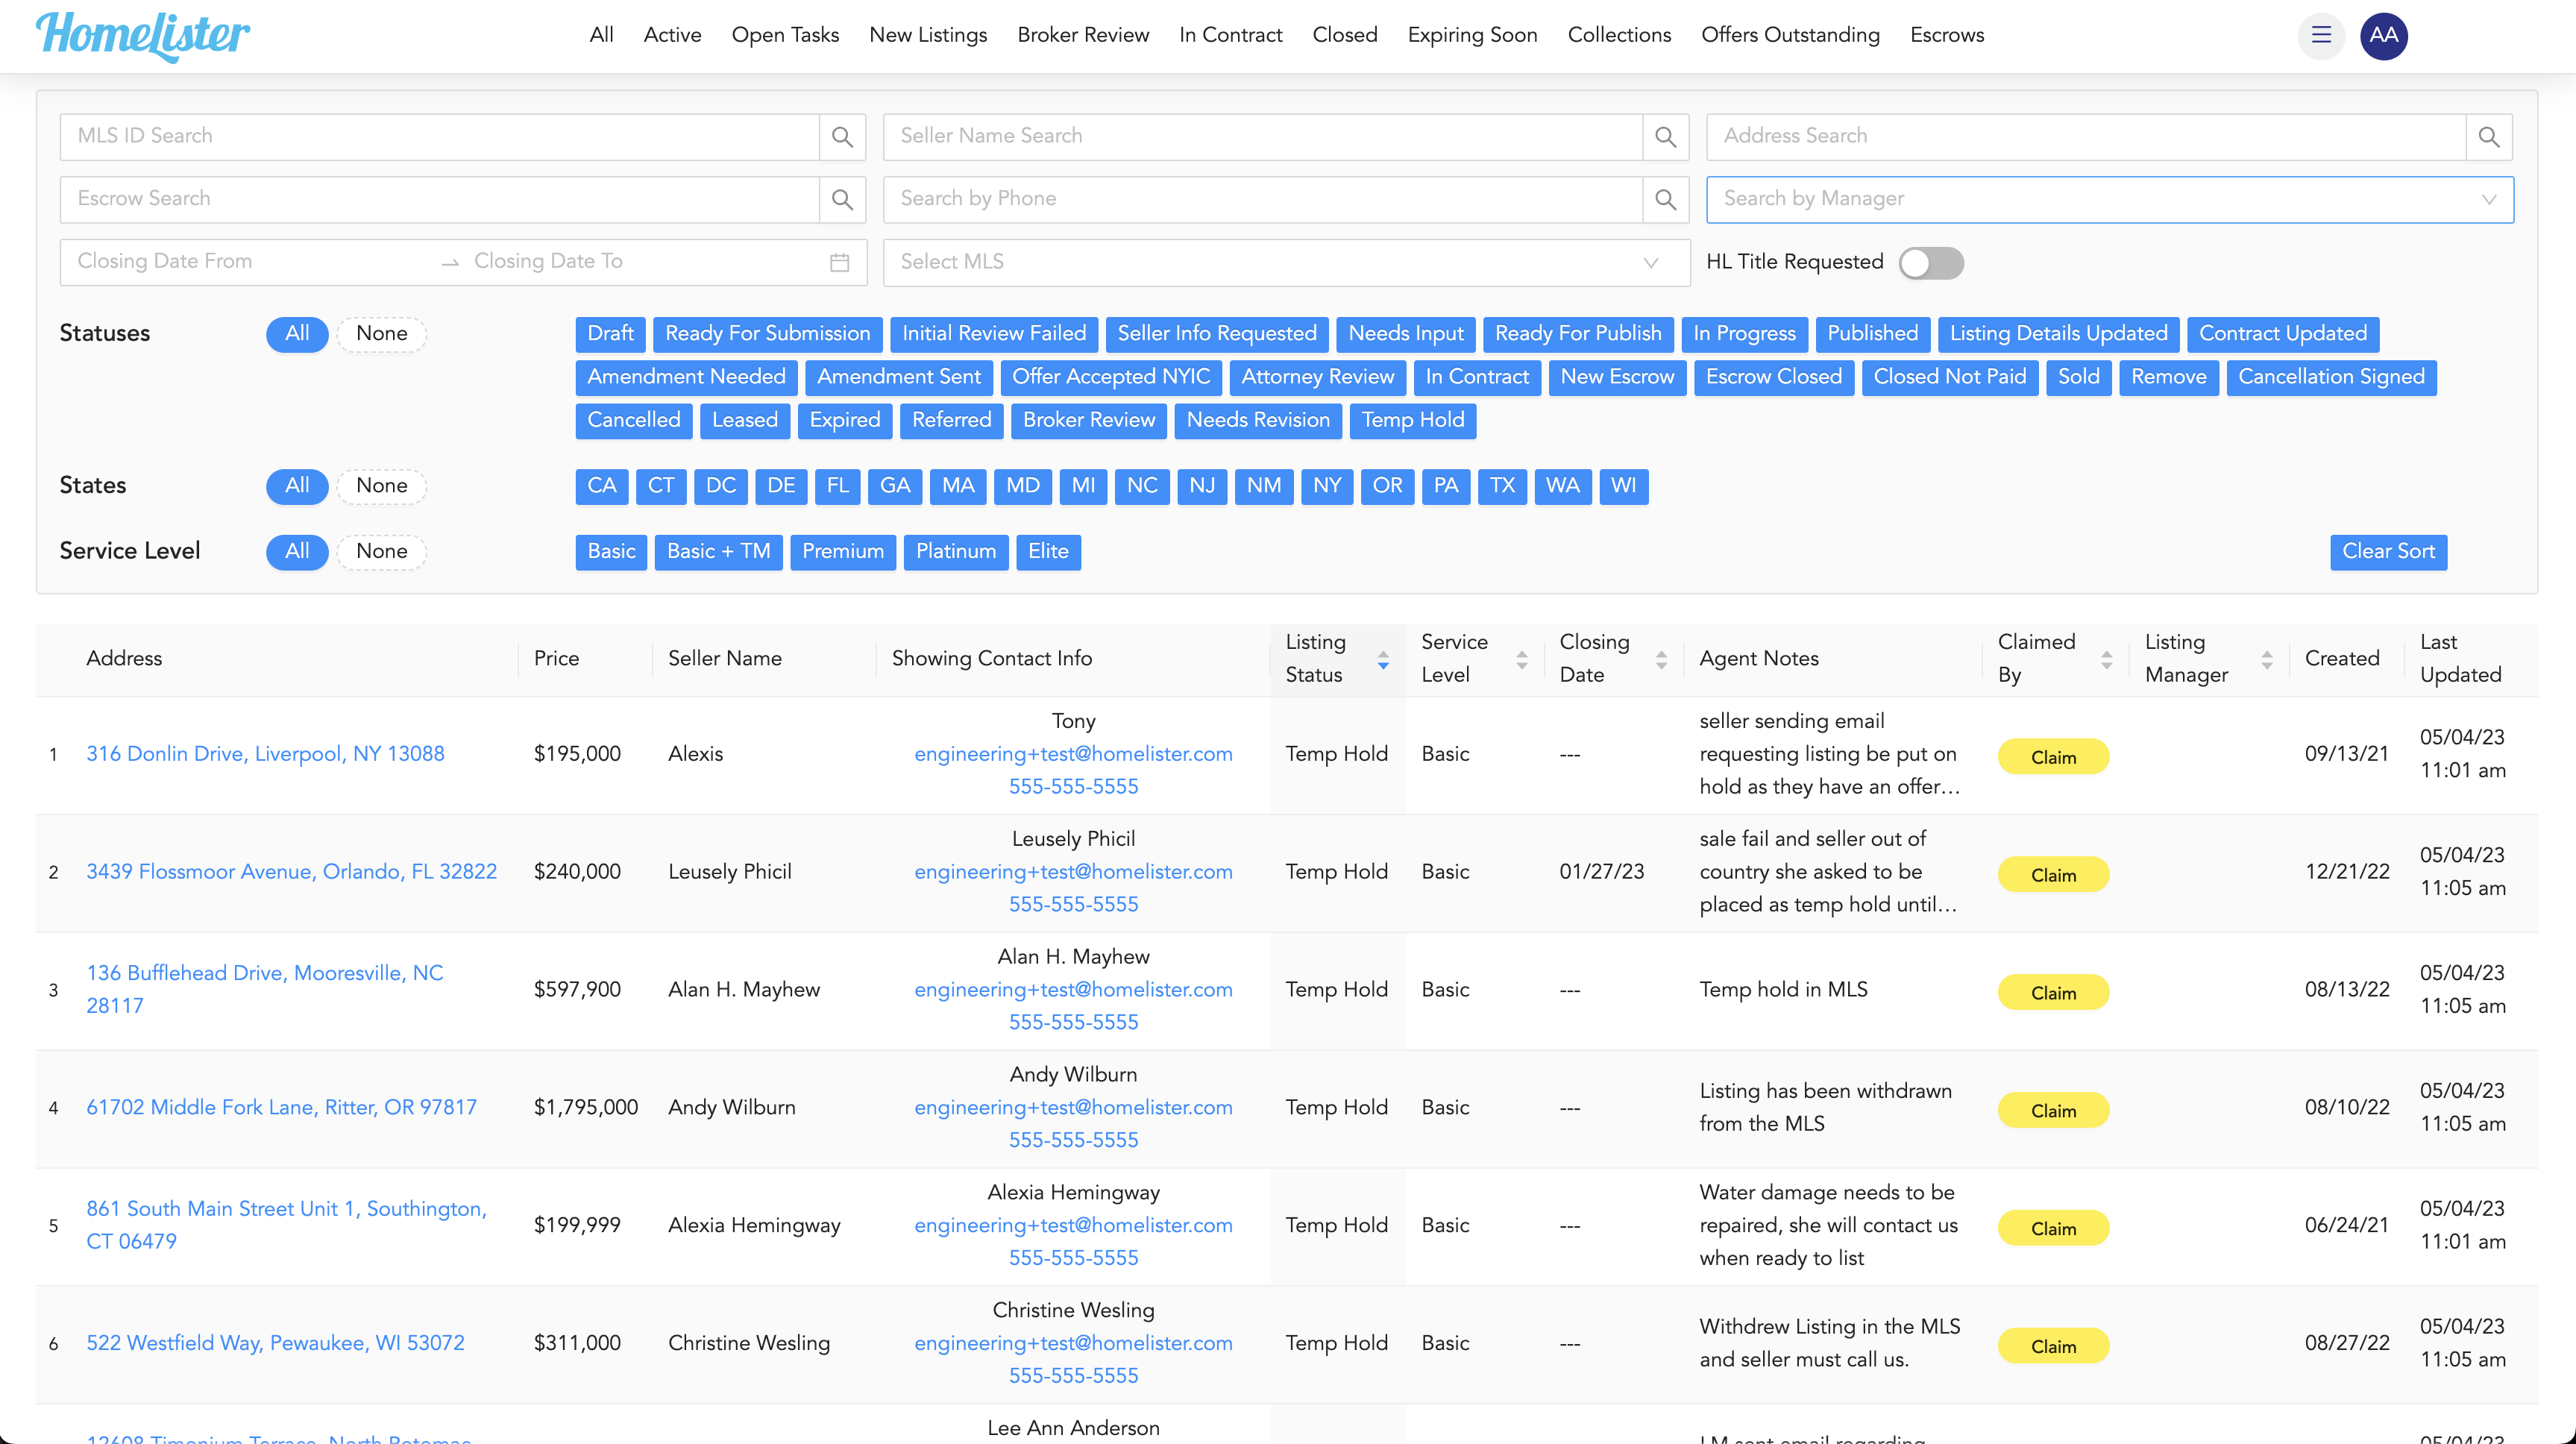 HomeLister
All Active Open Tasks New Listings Broker Review In Contract Closed Expiring Soon Collections Offers Outstanding Escrows
AA
MLS ID Search Seller Name Search Address Search
Escrow Search Search by Phone Search by Manager
Closing Date From Closing Date To Select MLS HL Title Requested
Statuses All None Draft Ready For Submission Initial Review Failed Seller Info Requested Needs Input Ready For Publish In Progress Published Listing Details Updated Contract Updated
Amendment Needed Amendment Sent Offer Accepted NYIC Attorney Review In Contract New Escrow Escrow Closed Closed Not Paid Sold Remove Cancellation Signed
Cancelled Leased Expired Referred Broker Review Needs Revision Temp Hold
States All None CA CT DC DE FL GA MA MD MI NC NJ NM NY OR PA TX WA WI
Service Level All None Basic Basic + TM Premium Platinum Elite Clear Sort
Address Price Seller Name Showing Contact Info Listing Status Service Level Closing Date Agent Notes Claimed By Listing Manager Created Last Updated
1 316 Donlin Drive, Liverpool, NY 13088 $195,000 Alexis
Tony
engineering+test@homelister.com
555-555-5555
Temp Hold Basic ---
seller sending email
requesting listing be put on
hold as they have an offer…
Claim 09/13/21
05/04/23
11:01 am
2 3439 Flossmoor Avenue, Orlando, FL 32822 $240,000 Leusely Phicil
Leusely Phicil
engineering+test@homelister.com
555-555-5555
Temp Hold Basic 01/27/23
sale fail and seller out of
country she asked to be
placed as temp hold until…
Claim 12/21/22
05/04/23
11:05 am
3 136 Bufflehead Drive, Mooresville, NC
28117
$597,900 Alan H. Mayhew
Alan H. Mayhew
engineering+test@homelister.com
555-555-5555
Temp Hold Basic ---
Temp hold in MLS
Claim 08/13/22
05/04/23
11:05 am
4 61702 Middle Fork Lane, Ritter, OR 97817 $1,795,000 Andy Wilburn
Andy Wilburn
engineering+test@homelister.com
555-555-5555
Temp Hold Basic ---
Listing has been withdrawn
from the MLS
Claim 08/10/22
05/04/23
11:05 am
5 861 South Main Street Unit 1, Southington,
CT 06479
$199,999 Alexia Hemingway
Alexia Hemingway
engineering+test@homelister.com
555-555-5555
Temp Hold Basic ---
Water damage needs to be
repaired, she will contact us
when ready to list
Claim 06/24/21
05/04/23
11:01 am
6 522 Westfield Way, Pewaukee, WI 53072 $311,000 Christine Wesling
Christine Wesling
engineering+test@homelister.com
555-555-5555
Temp Hold Basic ---
Withdrew Listing in the MLS
and seller must call us.
Claim 08/27/22
05/04/23
11:05 am
Lee Ann Anderson